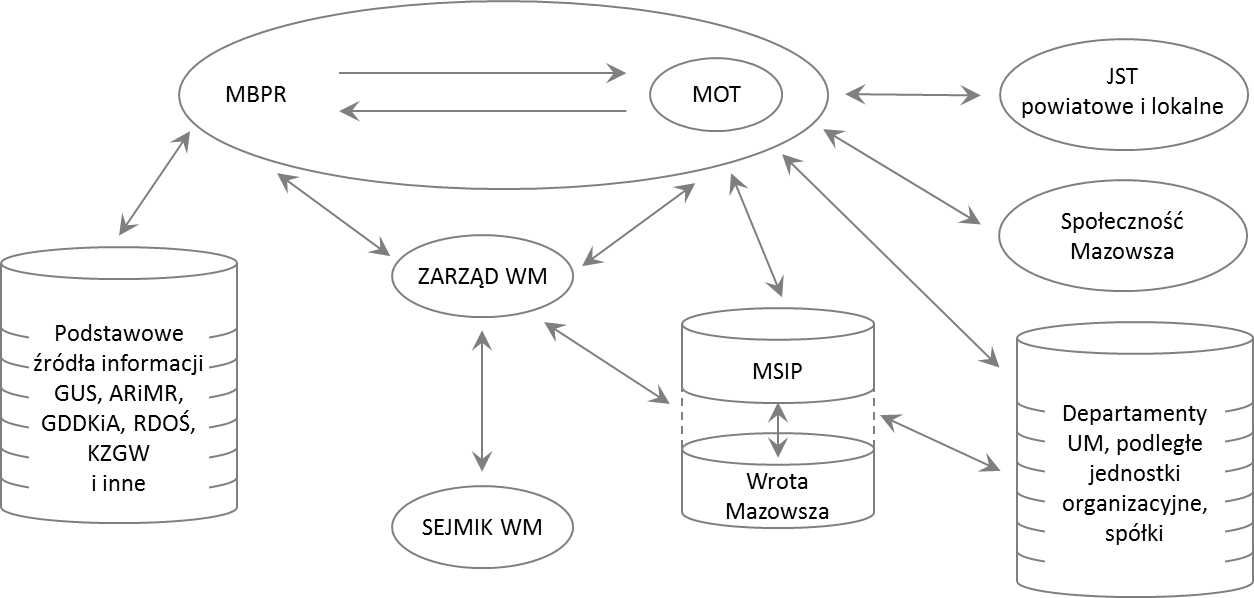 MBPR
MOT
JST
powiatowe i lokalne
Społeczność
Mazowsza
ZARZĄD WM
Podstawowe
źródła informacji
GUS, ARiMR,
GDDKiA, RDOŚ,
KZGW
i inne
MSIP
Wrota
Mazowsza
SEJMIK WM
Departamenty
UM, podległe
jednostki
organizacyjne,
spółki